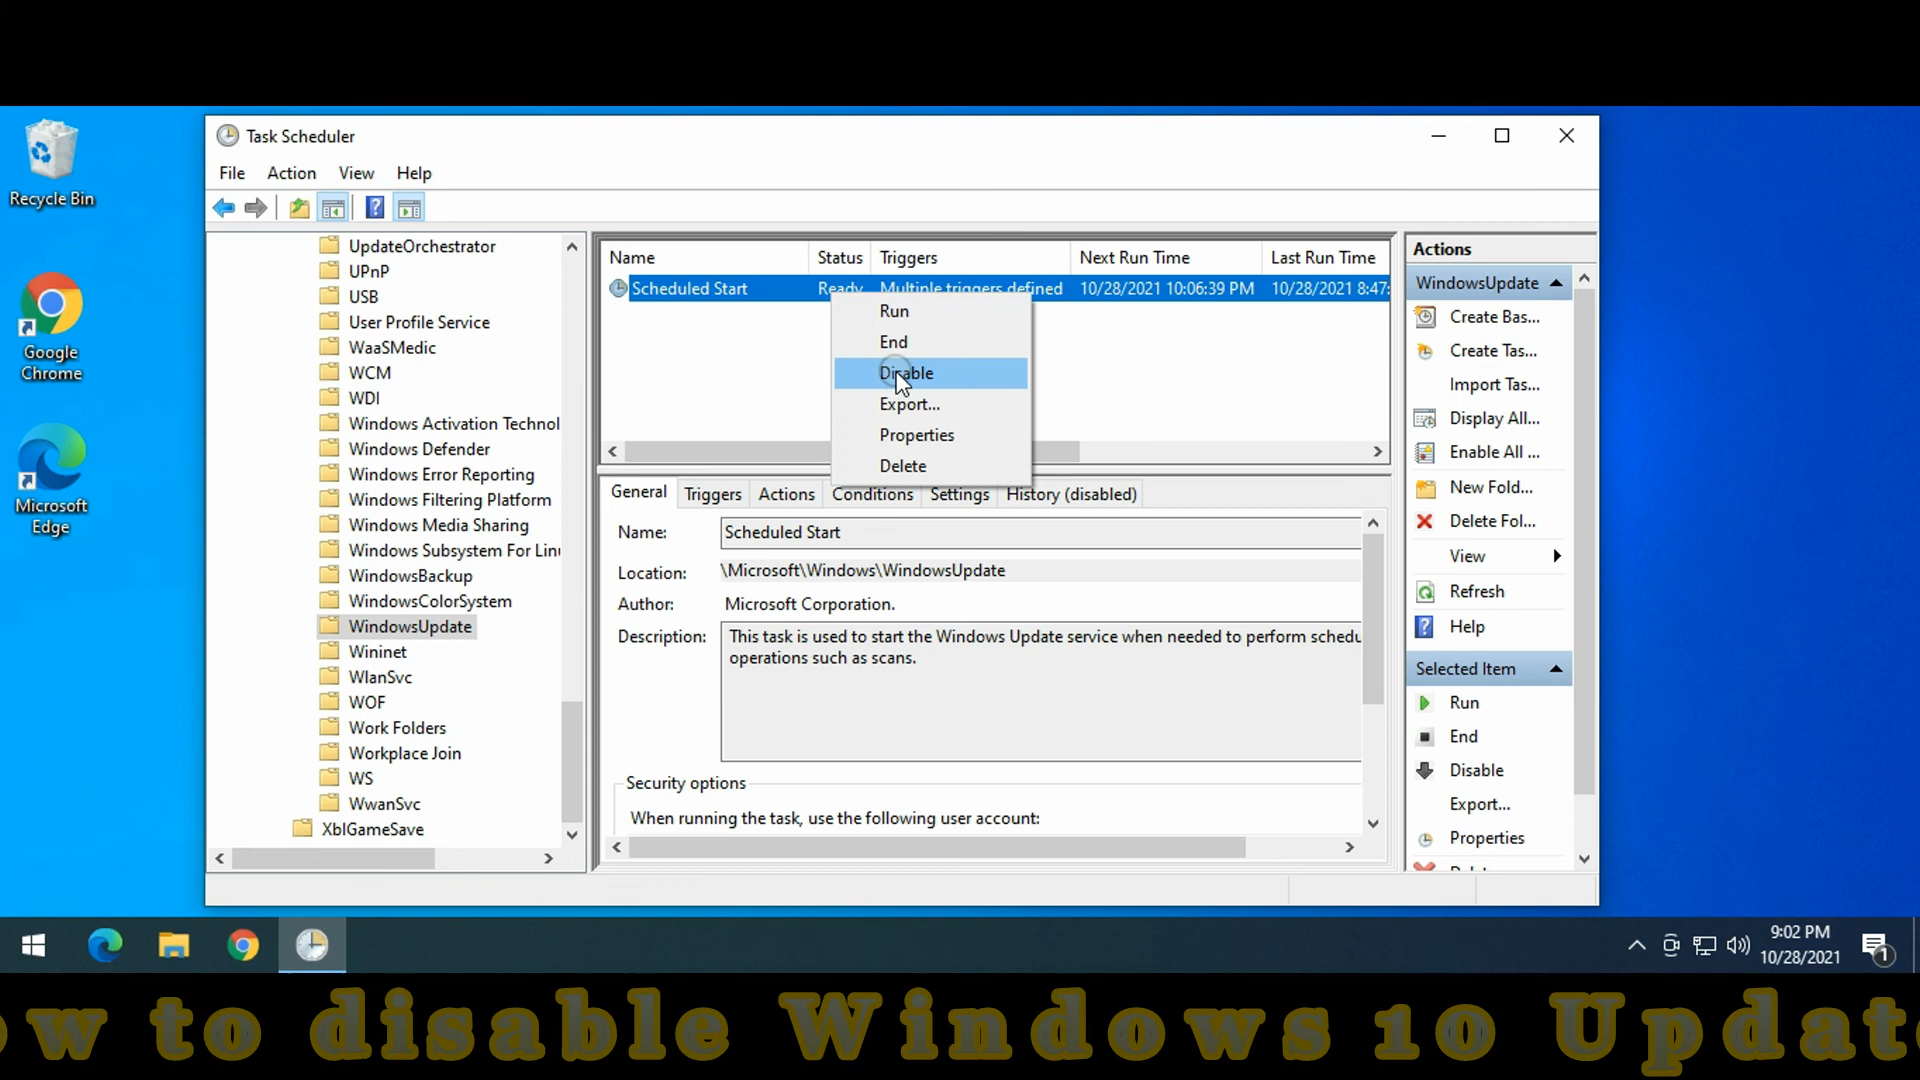 Recycle Bin
Google
Chrome
Microsoft
Edge
Task Scheduler
File Action View Help
UpdateOrchestrator
UPnP
USB
User Profile Service
WaaSMedic
WCM
WDI
Windows Activation Technol
Windows Defender
Windows Error Reporting
Windows Filtering Platform
Windows Media Sharing
Windows Subsystem For Linu
WindowsBackup
WindowsColorSystem
WindowsUpdate
Wininet
WlanSvc
WOF
Work Folders
Workplace Join
WS
WwanSvc
XblGameSave
Name Status Triggers Next Run Time Last Run Time
Scheduled Start Ready Multiple triggers defined 10/28/2021 10:06:39 PM 10/28/2021 8:47:
Run
End
Disable
Export...
Properties
Delete
General Triggers Actions Conditions Settings History (disabled)
Name: Scheduled Start
Location: \Microsoft\Windows\WindowsUpdate
Author: Microsoft Corporation.
Description: This task is used to start the Windows Update service when needed to perform schedu
operations such as scans.
Security options
When running the task, use the following user account:
Actions
WindowsUpdate
Create Bas...
Create Tas...
Import Tas...
Display All...
Enable All ...
New Fold...
Delete Fol...
View
Refresh
Help
Selected Item
Run
End
Disable
Export...
Properties
9:02 PM
10/28/2021
1
ow to disable Windows 10 Update